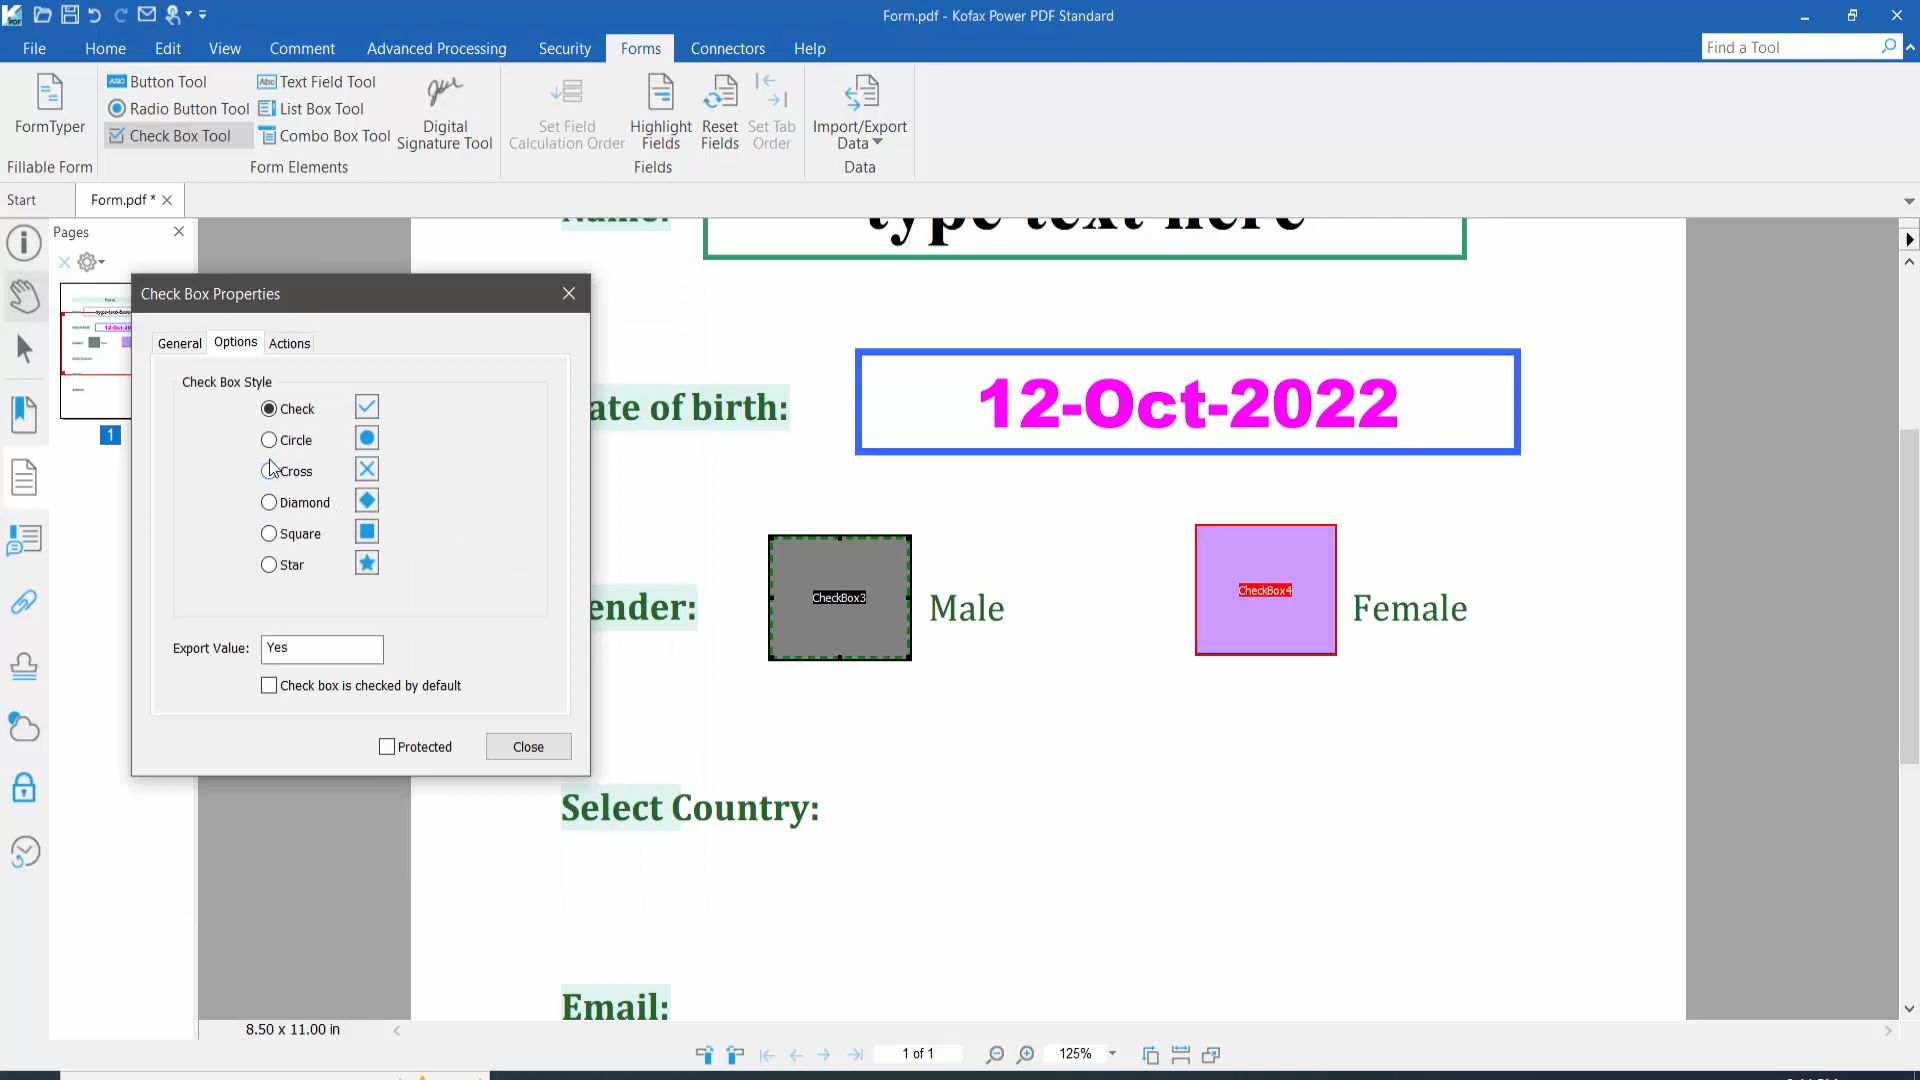 Form.pdf - Kofax Power PDF Standard
File Home Edit View Comment Advanced Processing Security Forms Connectors Help
Find a Tool
FormTyper
Fillable Form
Button Tool
Radio Button Tool
Check Box Tool
Text Field Tool
List Box Tool
Combo Box Tool
Digital
Signature Tool
Form Elements
Set Field
Calculation Order
Highlight
Fields
Reset
Fields
Set Tab
Order
Fields
Import/Export
Data
Data
Start
Form.pdf *
Pages
1
Check Box Properties
General Options Actions
Check Box Style
Check
Circle
Cross
Diamond
Square
Star
Export Value: Yes
Check box is checked by default
Protected
Close
Name:
type text here
ate of birth:
12-Oct-2022
ender:
CheckBox3
Male
CheckBox4
Female
Select Country:
Email:
8.50 x 11.00 in
1 of 1
125%